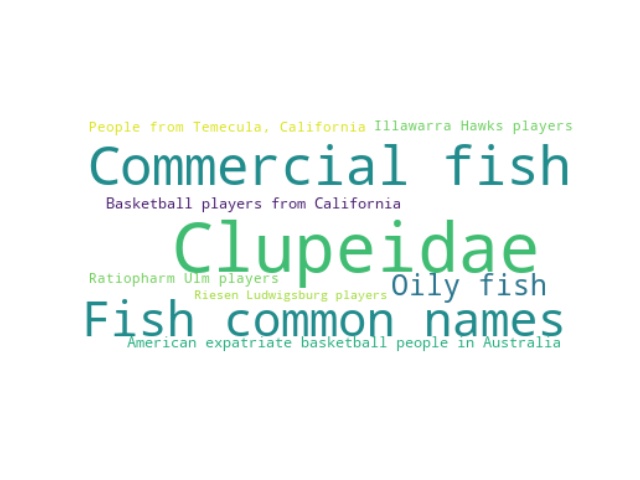 People from Temecula, California
Illawarra Hawks players
Commercial fish
Basketball players from California
Clupeidae
Ratiopharm Ulm players
Oily fish
Riesen Ludwigsburg players
Fish common names
American expatriate basketball people in Australia